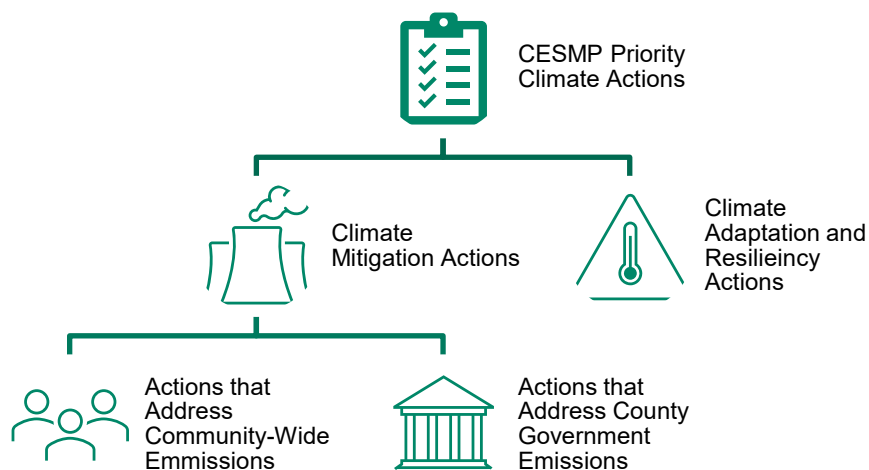 CESMP Priority
Climate Actions
Climate
Mitigation Actions
Climate
Adaptation and
Resilieincy
Actions
Actions that
Address
Community-Wide
Emmissions
Actions that
Address County
Government
Emissions